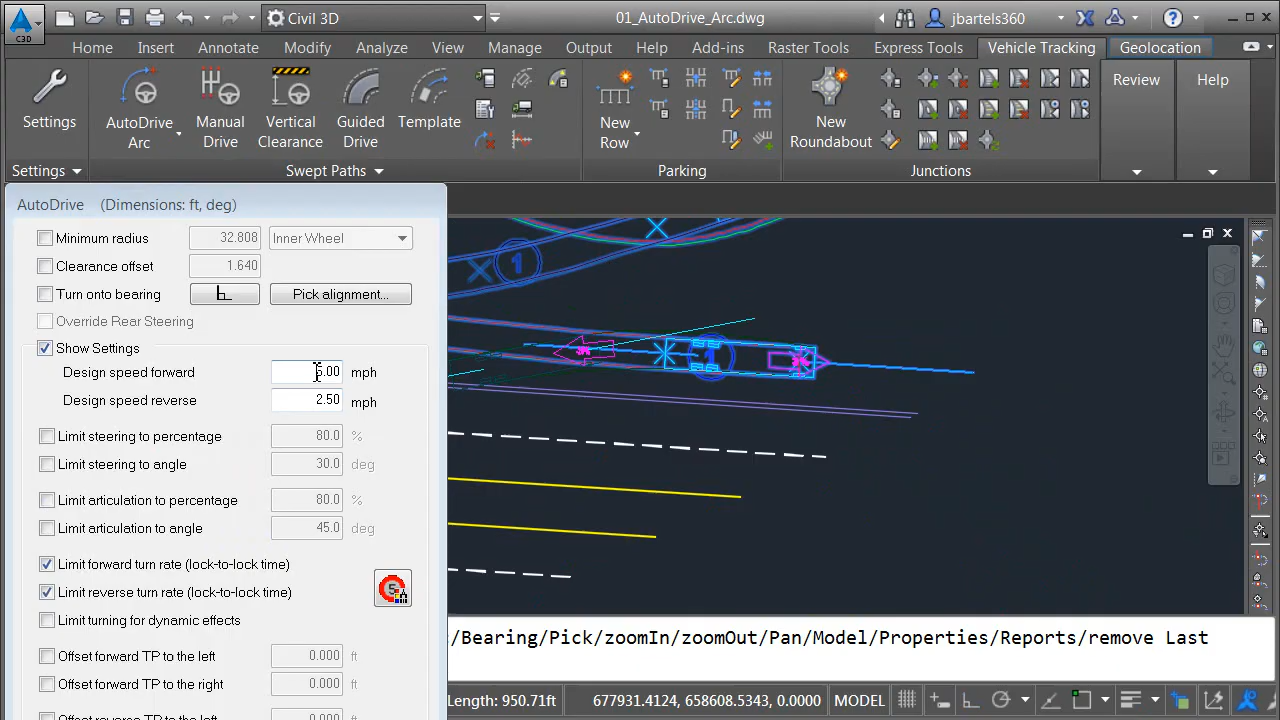 C3D
Civil 3D
01_AutoDrive_Arc.dwg
jbartels360
Home Insert Annotate Modify Analyze View Manage Output Help Add-ins Raster Tools Express Tools Vehicle Tracking Geolocation
Settings
AutoDrive
Arc
Manual
Drive
Vertical
Clearance
Guided
Drive
Template
New
Row
New
Roundabout
Review
Help
Settings
Swept Paths
Parking
Junctions
AutoDrive (Dimensions: ft, deg)
Minimum radius 32.808 Inner Wheel
Clearance offset 1.640
Turn onto bearing Pick alignment...
Override Rear Steering
Show Settings
Design speed forward 5.00 mph
Design speed reverse 2.50 mph
Limit steering to percentage 80.0 %
Limit steering to angle 30.0 deg
Limit articulation to percentage 80.0 %
Limit articulation to angle 45.0 deg
Limit forward turn rate (lock-to-lock time)
Limit reverse turn rate (lock-to-lock time)
5
Limit turning for dynamic effects
Offset forward TP to the left 0.000 ft
Offset forward TP to the right 0.000 ft
1
1
/Bearing/Pick/zoomIn/zoomOut/Pan/Model/Properties/Reports/remove Last
Length: 950.71ft 677931.4124, 658608.5343, 0.0000 MODEL